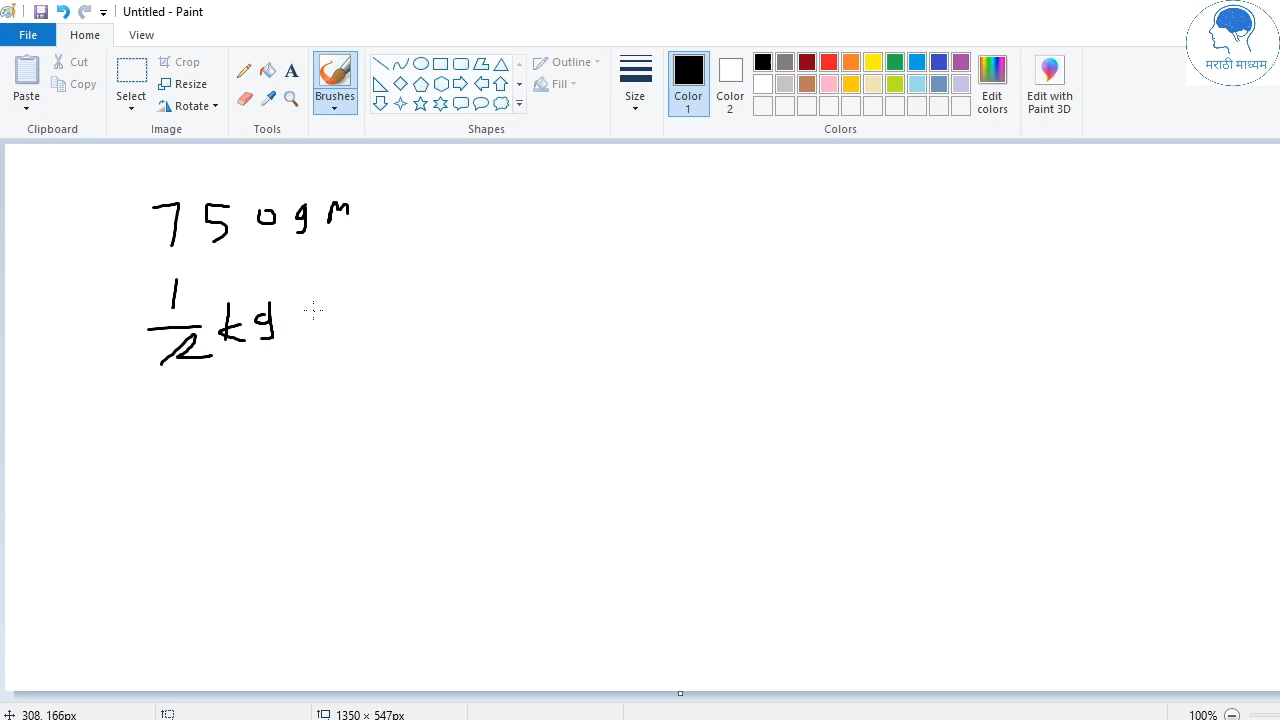 Untitled - Paint
File Home View
Paste
Cut
Copy
Clipboard
Select
Crop
Resize
Rotate
Image
Tools
Brushes
Shapes
Outline
Fill
Size
Color 1
Color 2
Colors
Edit colors
Edit with Paint 3D
मराठी माध्यम
750gm
1/2 kg
308, 166px
1350 × 547px
100%